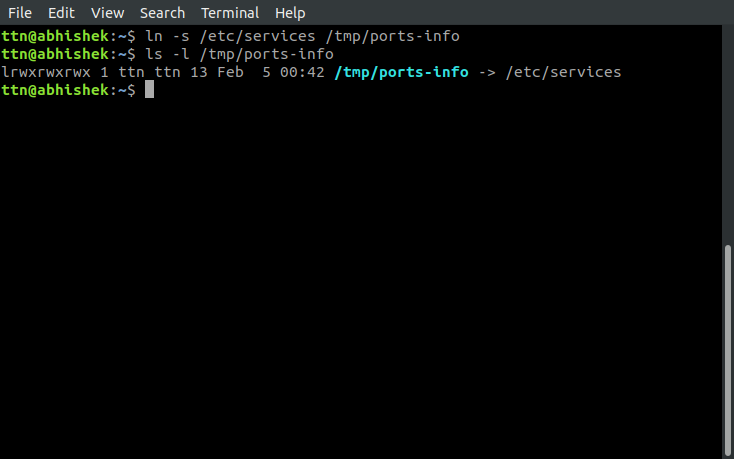 File Edit View Search Terminal Help
ttn@abhishek:~$ ln -s /etc/services /tmp/ports-info
ttn@abhishek:~$ ls -l /tmp/ports-info
lrwxrwxrwx 1 ttn ttn 13 Feb  5 00:42 /tmp/ports-info -> /etc/services
ttn@abhishek:~$